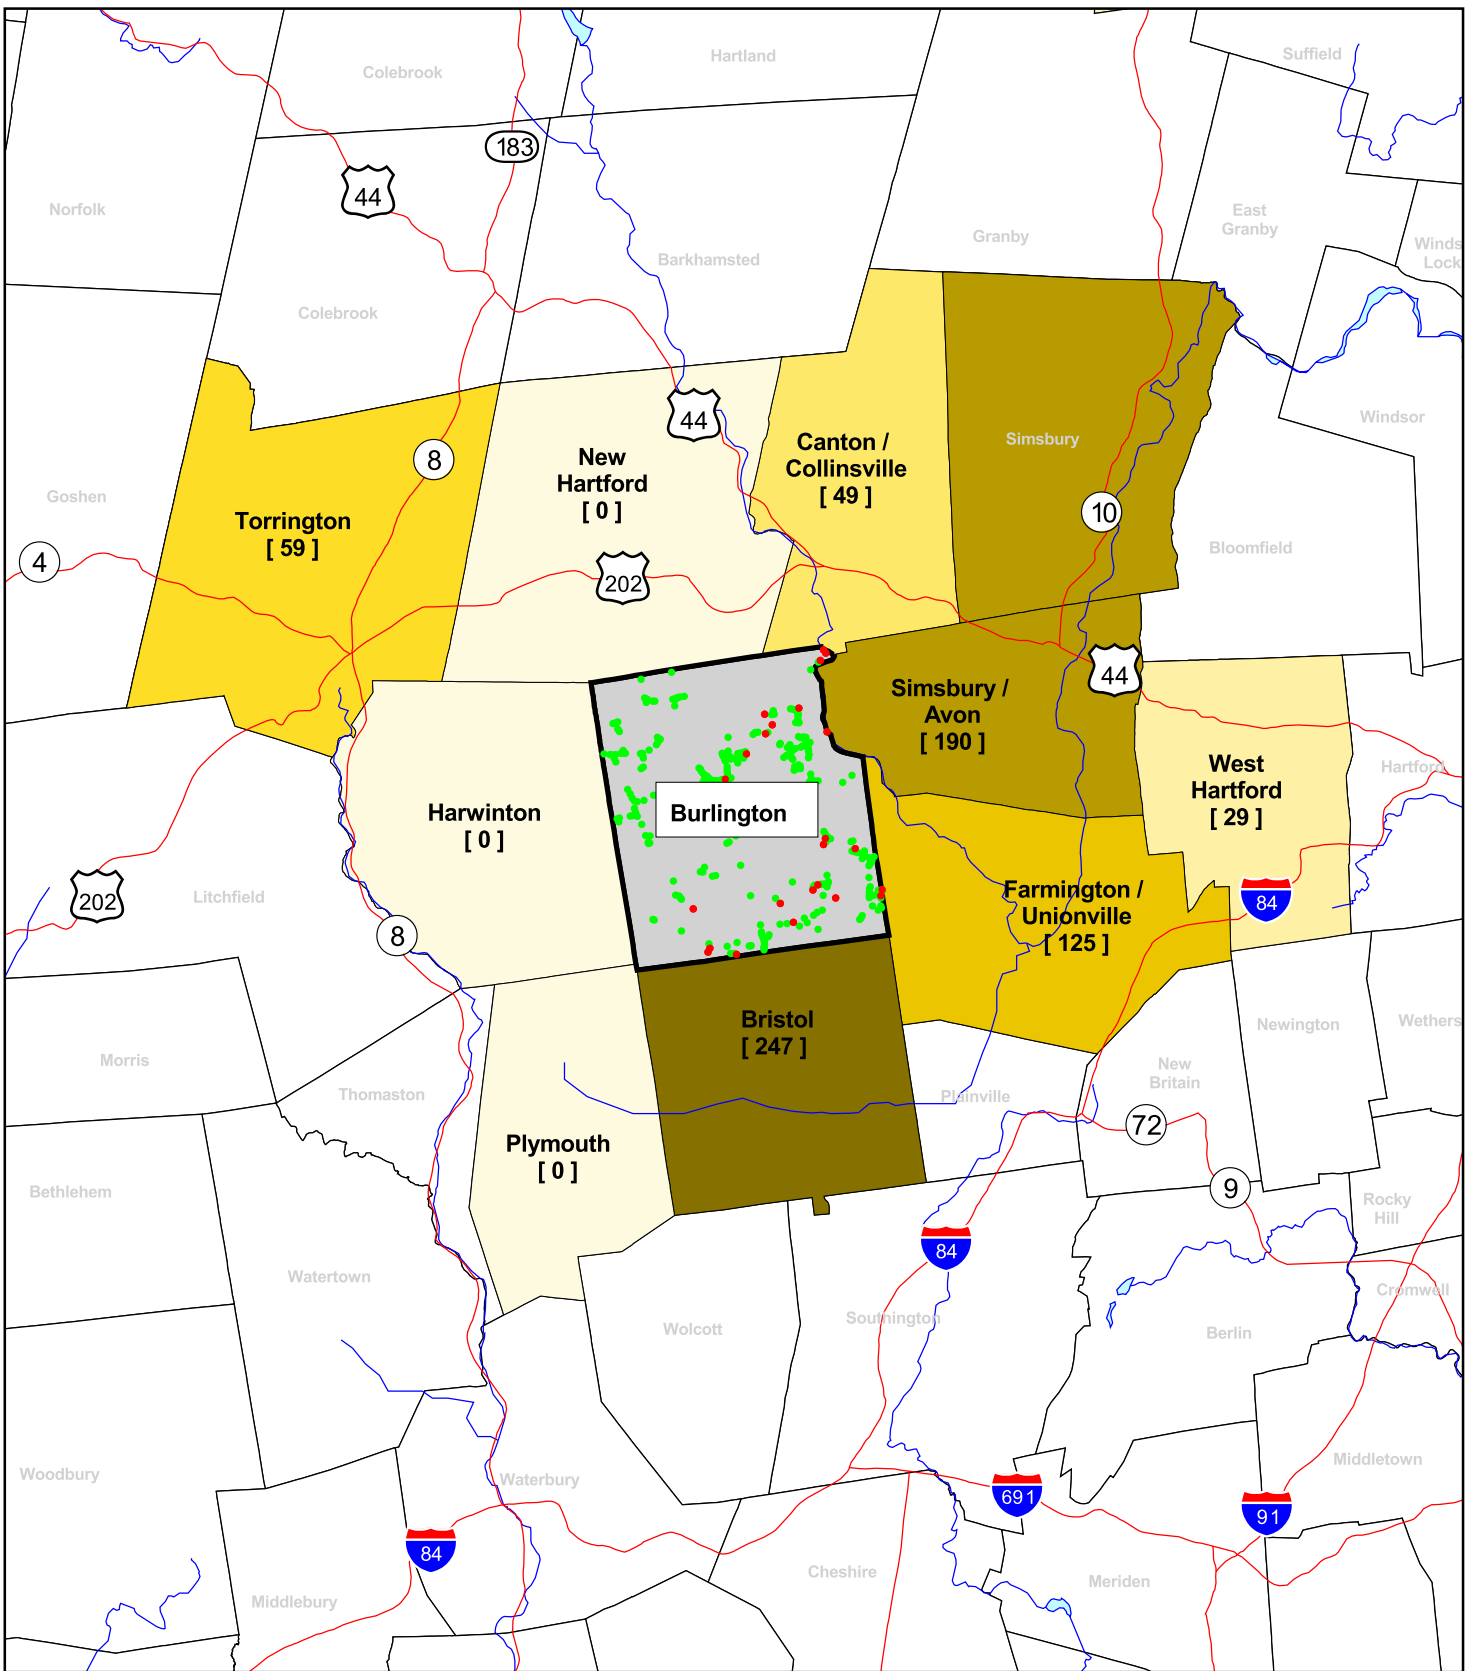 Hartland
Suffield
Colebrook
183
44
Norfolk
East
Granby
Granby
Winds
Lock
Barkhamsted
Colebrook
44
Windsor
Canton /
Collinsville
[ 49 ]
Simsbury
8
New
Hartford
[ 0 ]
Goshen
Torrington
[ 59 ]
10
Bloomfield
4
202
44
Simsbury /
Avon
[ 190 ]
West
Hartford
[ 29 ]
Hartford
Harwinton
[ 0 ]
Burlington
202
Litchfield
Farmington /
Unionville
[ 125 ]
84
8
Bristol
[ 247 ]
Newington
Wethers
Morris
New
Britain
Thomaston
Plainville
72
Plymouth
[ 0 ]
Bethlehem
9
Rocky
Hill
84
Watertown
Cromwell
Southington
Wolcott
Berlin
Woodbury
Waterbury
Middletown
691
91
84
Cheshire
Meriden
Middlebury